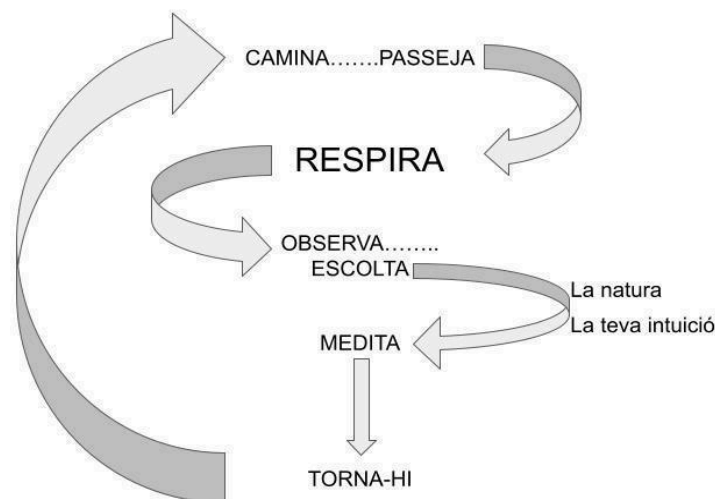 CAMINA.......PASSEJA
RESPIRA
OBSERVA........
ESCOLTA
La natura
La teva intuició
MEDITA
TORNA-HI